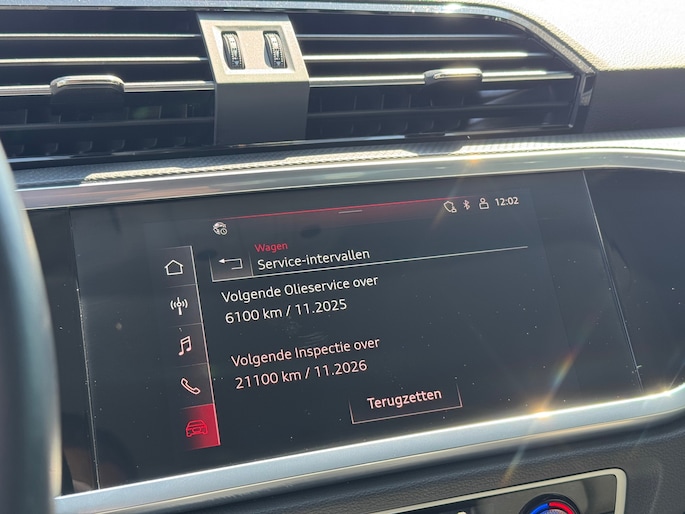 12:02
Wagen
Service-intervallen
Volgende Olieservice over
6100 km / 11.2025
Volgende Inspectie over
21100 km / 11.2026
Terugzetten